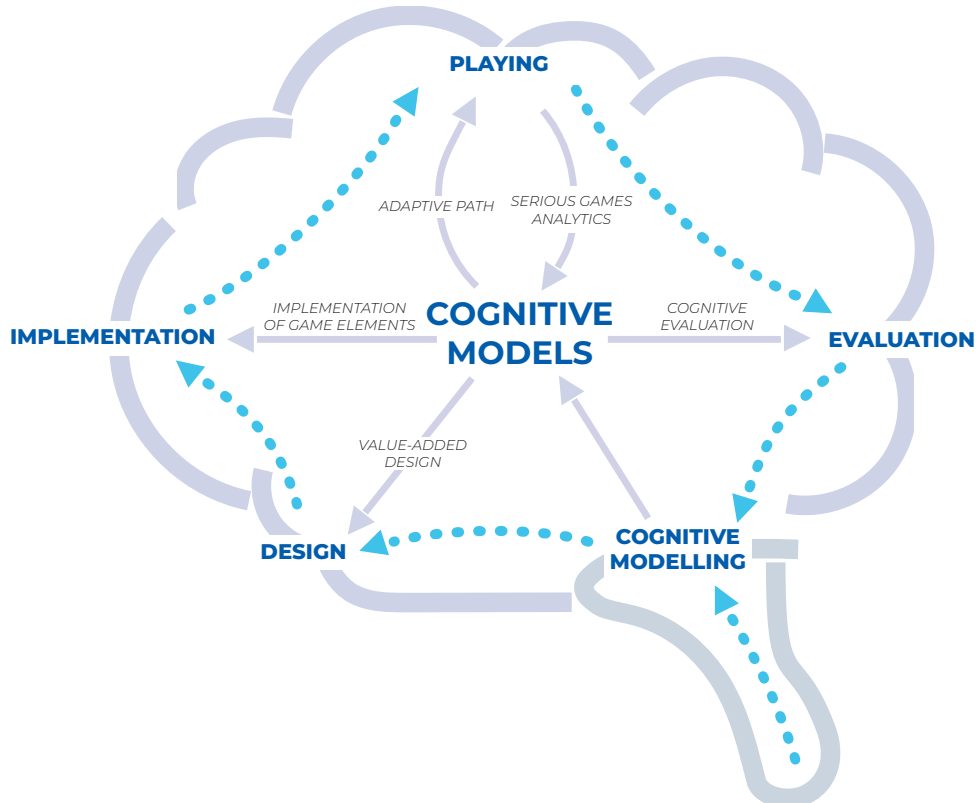 PLAYING
ADAPTIVE PATH
SERIOUS GAMES
ANALYTICS
IMPLEMENTATION
IMPLEMENTATION
OF GAME ELEMENTS
COGNITIVE
MODELS
COGNITIVE
EVALUATION
EVALUATION
VALUE-ADDED
DESIGN
DESIGN
COGNITIVE
MODELLING